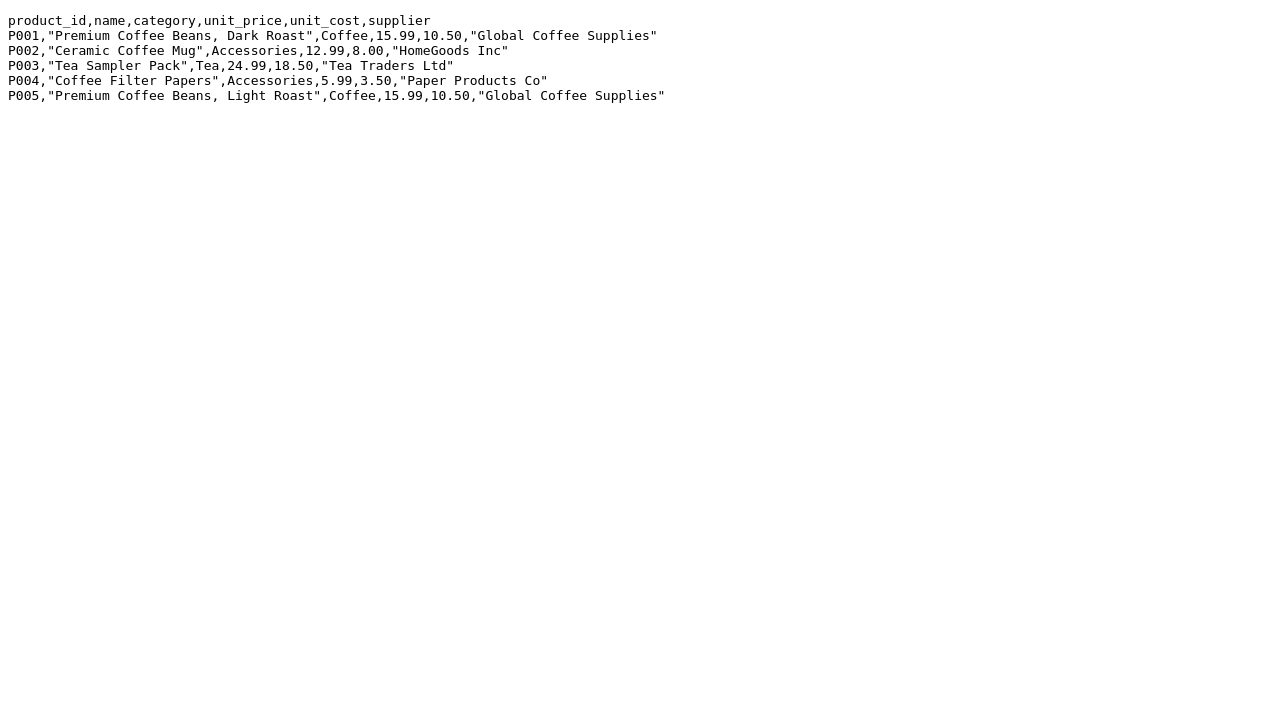 product_id,name,category,unit_price,unit_cost,supplier
P001,"Premium Coffee Beans, Dark Roast",Coffee,15.99,10.50,"Global Coffee Supplies"
P002,"Ceramic Coffee Mug",Accessories,12.99,8.00,"HomeGoods Inc"
P003,"Tea Sampler Pack",Tea,24.99,18.50,"Tea Traders Ltd"
P004,"Coffee Filter Papers",Accessories,5.99,3.50,"Paper Products Co"
P005,"Premium Coffee Beans, Light Roast",Coffee,15.99,10.50,"Global Coffee Supplies"